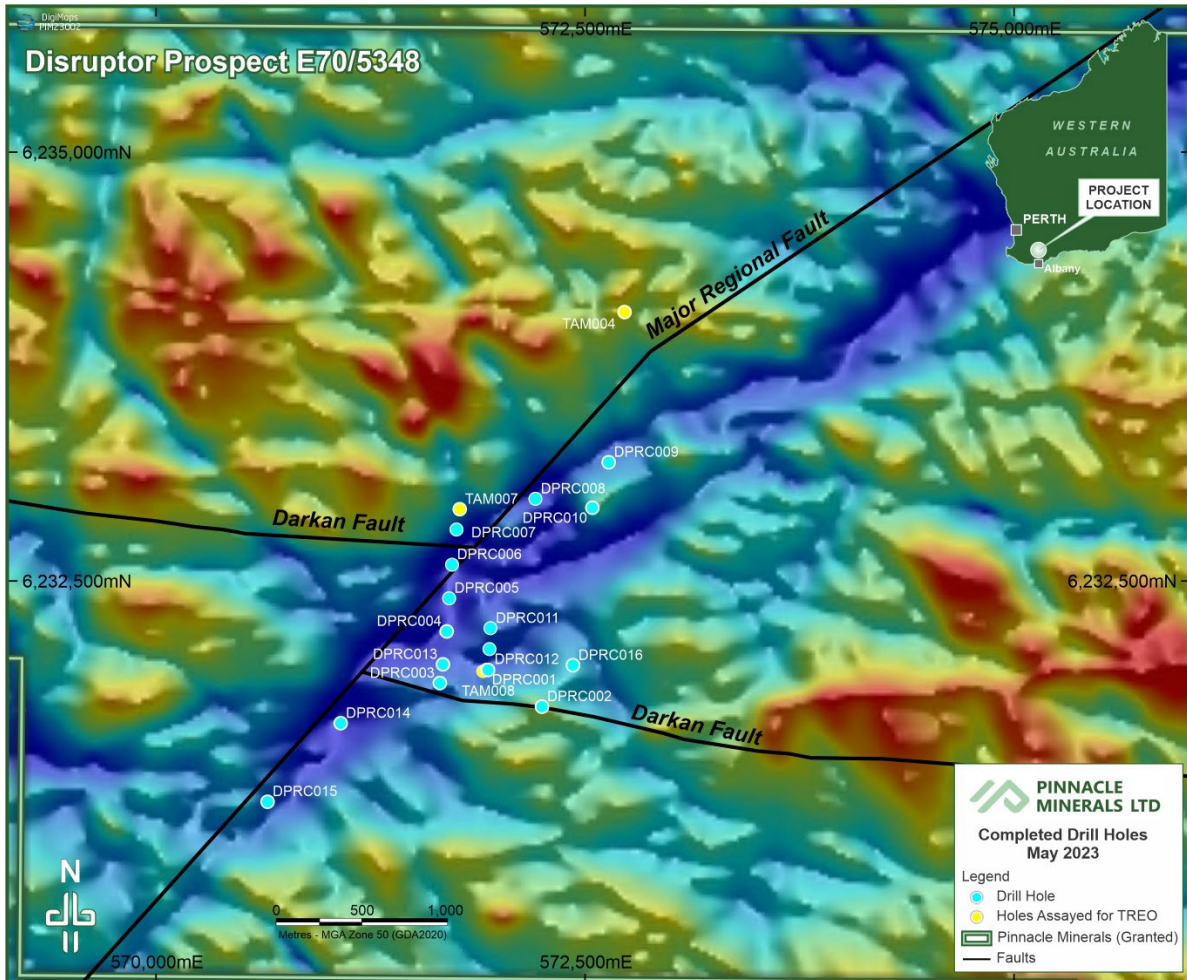 DigiMaps
PIM23002
572,500mE
575,000mE
Disruptor Prospect E70/5348
WESTERN
AUSTRALIA
6,235,000mN
PROJECT
LOCATION
PERTH
Albany
Major Regional Fault
TAM004
DPRC009
DPRC008
TAM007
DPRC010
Darkan Fault
DPRC007
DPRC006
6,232,500mN
6,232,500mN
DPRC005
DPRC011
DPRC004
DPRC012
DPRC016
DPRC013
DPRC003
DPRC001
TAM008
DPRC002
DPRC014
Darkan Fault
DPRC015
PINNACLE
MINERALS LTD
Completed Drill Holes
May 2023
Legend
Drill Hole
Holes Assayed for TREO
Pinnacle Minerals (Granted)
Faults
N
0 500 1,000
Metres - MGA Zone 50 (GDA2020)
570,000mE
572,500mE